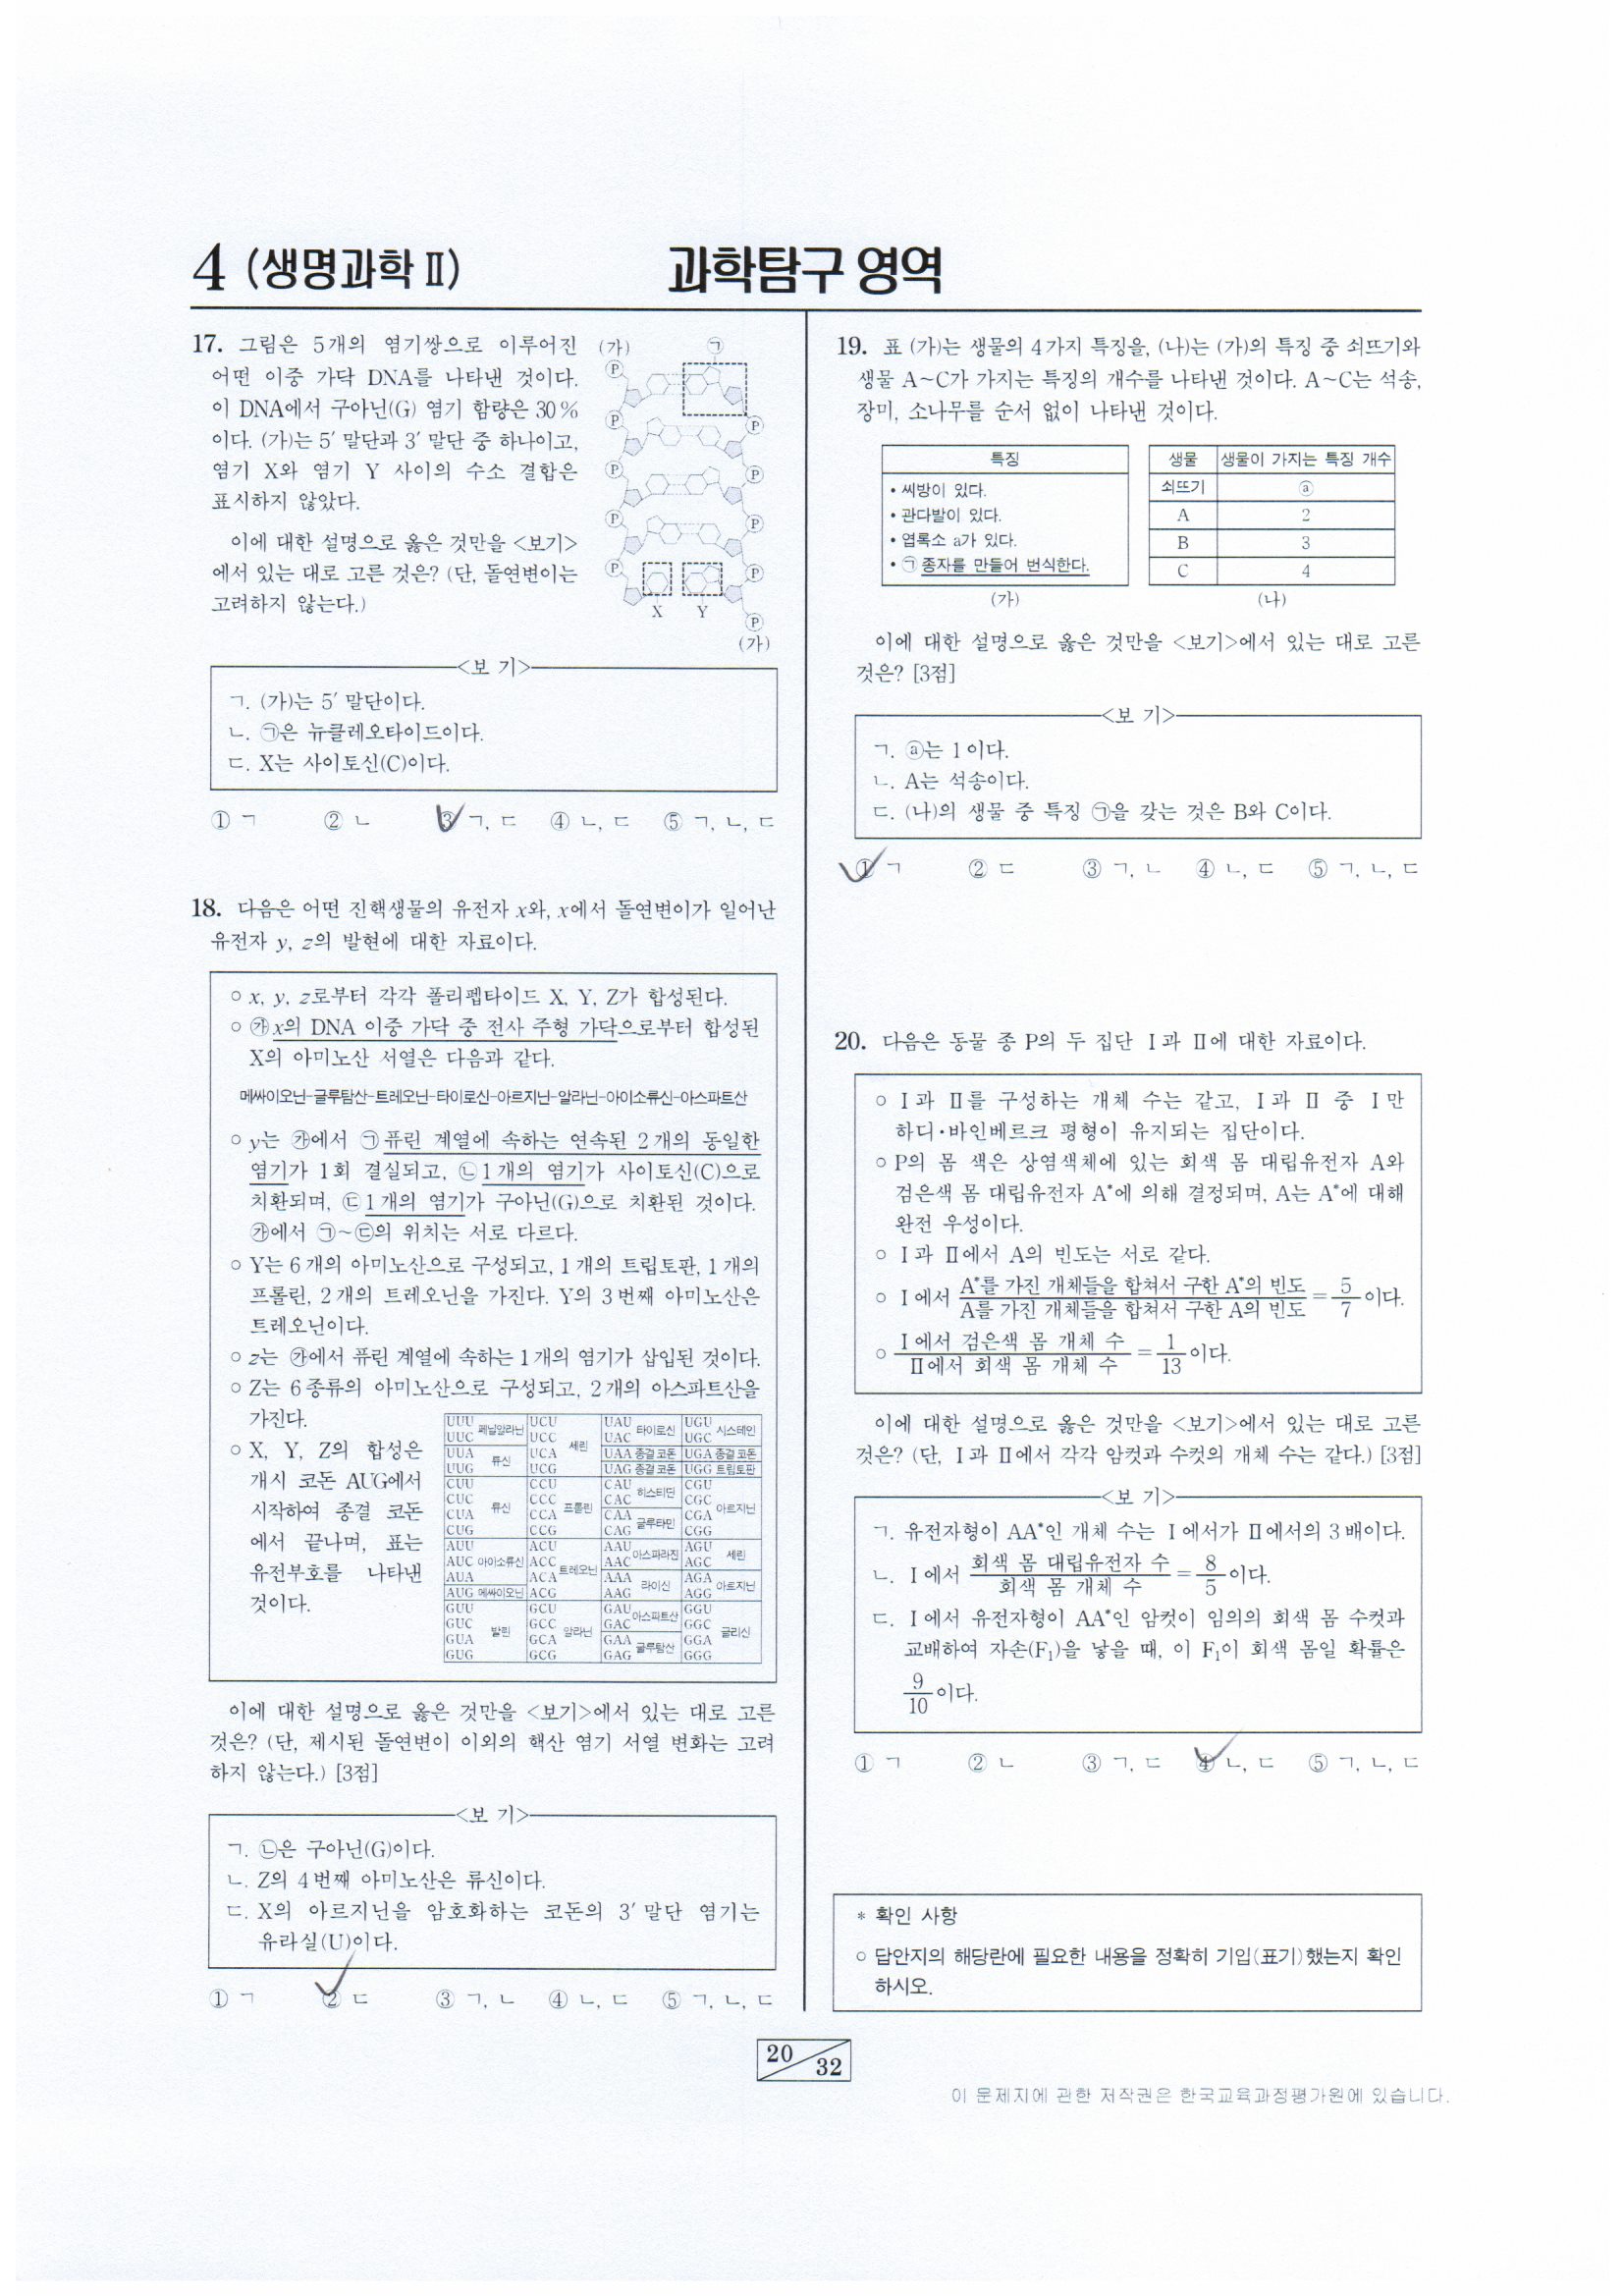 4 (생명과학 II)
과학탐구 영역
17. 그림은 5개의 염기쌍으로 이루어진
어떤 이중 가닥 DNA를 나타낸 것이다.
이 DNA에서 구아닌(G) 염기 함량은 30%
이다. (가)는 5′ 말단과 3′ 말단 중 하나이고,
염기 X와 염기 Y 사이의 수소 결합은
표시하지 않았다.
이에 대한 설명으로 옳은 것만을 <보기>
에서 있는 대로 고른 것은? (단, 돌연변이는
고려하지 않는다.)
(가) ㉠
P
P P
P P
P P
P P
X Y P
(가)
<보 기>
ㄱ. (가)는 5′ 말단이다.
ㄴ. ㉠은 뉴클레오타이드이다.
ㄷ. X는 사이토신(C)이다.
① ㄱ ② ㄴ ③ ㄱ, ㄷ ④ ㄴ, ㄷ ⑤ ㄱ, ㄴ, ㄷ
18. 다음은 어떤 진핵생물의 유전자 x와, x에서 돌연변이가 일어난
유전자 y, z의 발현에 대한 자료이다.
○ x, y, z로부터 각각 폴리펩타이드 X, Y, Z가 합성된다.
○ ㉮x의 DNA 이중 가닥 중 전사 주형 가닥으로부터 합성된
X의 아미노산 서열은 다음과 같다.
메싸이오닌-글루탐산-트레오닌-타이로신-아르지닌-알라닌-아이소류신-아스파트산
○ y는 ㉮에서 ㉠퓨린 계열에 속하는 연속된 2개의 동일한
염기가 1회 결실되고, ㉡1개의 염기가 사이토신(C)으로
치환되며, ㉢1개의 염기가 구아닌(G)으로 치환된 것이다.
㉮에서 ㉠~㉢의 위치는 서로 다르다.
○ Y는 6개의 아미노산으로 구성되고, 1개의 트립토판, 1개의
프롤린, 2개의 트레오닌을 가진다. Y의 3번째 아미노산은
트레오닌이다.
○ z는 ㉮에서 퓨린 계열에 속하는 1개의 염기가 삽입된 것이다.
○ Z는 6종류의 아미노산으로 구성되고, 2개의 아스파트산을
가진다.
○ X, Y, Z의 합성은
개시 코돈 AUG에서
시작하여 종결 코돈
에서 끝나며, 표는
유전부호를 나타낸
것이다.
UUU 페닐알라닌 UCU 세린 UAU 타이로신 UGU 시스테인
UUC UCC UAC UGC
UUA 류신 UCA UAA 종결 코돈 UGA 종결 코돈
UUG UCG UAG 종결 코돈 UGG 트립토판
CUU 류신 CCU 프롤린 CAU 히스티딘 CGU 아르지닌
CUC CCC CAC CGC
CUA CCA CAA 글루타민 CGA
CUG CCG CAG CGG
AUU 아이소류신 ACU 트레오닌 AAU 아스파라진 AGU 세린
AUC ACC AAC AGC
AUA ACA AAA 라이신 AGA 아르지닌
AUG 메싸이오닌 ACG AAG AGG
GUU 발린 GCU 알라닌 GAU 아스파트산 GGU 글리신
GUC GCC GAC GGC
GUA GCA GAA 글루탐산 GGA
GUG GCG GAG GGG
이에 대한 설명으로 옳은 것만을 <보기>에서 있는 대로 고른
것은? (단, 제시된 돌연변이 이외의 핵산 염기 서열 변화는 고려
하지 않는다.) [3점]
<보 기>
ㄱ. ㉡은 구아닌(G)이다.
ㄴ. Z의 4번째 아미노산은 류신이다.
ㄷ. X의 아르지닌을 암호화하는 코돈의 3′ 말단 염기는
유라실(U)이다.
① ㄱ ② ㄷ ③ ㄱ, ㄴ ④ ㄴ, ㄷ ⑤ ㄱ, ㄴ, ㄷ
19. 표 (가)는 생물의 4가지 특징을, (나)는 (가)의 특징 중 쇠뜨기와
생물 A~C가 가지는 특징의 개수를 나타낸 것이다. A~C는 석송,
장미, 소나무를 순서 없이 나타낸 것이다.
특징
• 씨방이 있다.
• 관다발이 있다.
• 엽록소 a가 있다.
• ㉠종자를 만들어 번식한다.
(가)
생물 생물이 가지는 특징 개수
쇠뜨기 ⓐ
A 2
B 3
C 4
(나)
이에 대한 설명으로 옳은 것만을 <보기>에서 있는 대로 고른
것은? [3점]
<보 기>
ㄱ. ⓐ는 1이다.
ㄴ. A는 석송이다.
ㄷ. (나)의 생물 중 특징 ㉠을 갖는 것은 B와 C이다.
① ㄱ ② ㄷ ③ ㄱ, ㄴ ④ ㄴ, ㄷ ⑤ ㄱ, ㄴ, ㄷ
20. 다음은 동물 종 P의 두 집단 Ⅰ과 Ⅱ에 대한 자료이다.
○ Ⅰ과 Ⅱ를 구성하는 개체 수는 같고, Ⅰ과 Ⅱ 중 Ⅰ만
하디·바인베르크 평형이 유지되는 집단이다.
○ P의 몸 색은 상염색체에 있는 회색 몸 대립유전자 A와
검은색 몸 대립유전자 A*에 의해 결정되며, A는 A*에 대해
완전 우성이다.
○ Ⅰ과 Ⅱ에서 A의 빈도는 서로 같다.
○ Ⅰ에서 A*를 가진 개체들을 합쳐서 구한 A*의 빈도 / A를 가진 개체들을 합쳐서 구한 A의 빈도 = 5/7 이다.
○ Ⅰ에서 검은색 몸 개체 수 / Ⅱ에서 회색 몸 개체 수 = 1/13 이다.
이에 대한 설명으로 옳은 것만을 <보기>에서 있는 대로 고른
것은? (단, Ⅰ과 Ⅱ에서 각각 암컷과 수컷의 개체 수는 같다.) [3점]
<보 기>
ㄱ. 유전자형이 AA*인 개체 수는 Ⅰ에서가 Ⅱ에서의 3배이다.
ㄴ. Ⅰ에서 회색 몸 대립유전자 수 / 회색 몸 개체 수 = 8/5 이다.
ㄷ. Ⅰ에서 유전자형이 AA*인 암컷이 임의의 회색 몸 수컷과
교배하여 자손(F₁)을 낳을 때, 이 F₁이 회색 몸일 확률은
9/10 이다.
① ㄱ ② ㄴ ③ ㄱ, ㄷ ④ ㄴ, ㄷ ⑤ ㄱ, ㄴ, ㄷ
* 확인 사항
○ 답안지의 해당란에 필요한 내용을 정확히 기입(표기)했는지 확인
하시오.
20 32
이 문제지에 관한 저작권은 한국교육과정평가원에 있습니다.